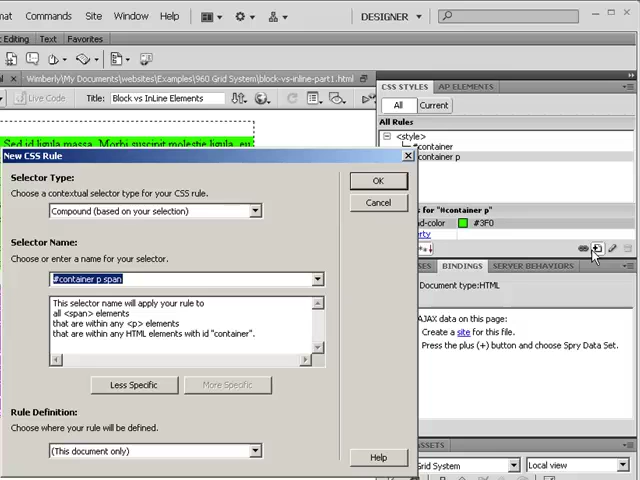 Commands Site Window Help DESIGNER
Editing Text Favorites
Wimberly\My Documents\websites\Examples\960 Grid System\block-vs-inline-part1.html
Live Code Title: Block vs InLine Elements
CSS STYLES AP ELEMENTS
All Current
All Rules
<style>
#container
#container p
Sed id ligula massa. Morbi suscipit molestie ligula, eu
New CSS Rule
Selector Type:
Choose a contextual selector type for your CSS rule.
Compound (based on your selection)
OK
Cancel
Selector Name:
Choose or enter a name for your selector.
#container p span
This selector name will apply your rule to
all <span> elements
that are within any <p> elements
that are within any HTML elements with id "container".
Less Specific More Specific
Rule Definition:
Choose where your rule will be defined.
(This document only)
Help
for "#container p"
#3F0
BINDINGS SERVER BEHAVIORS
Document type:HTML
AJAX data on this page:
Create a site for this file.
Press the plus (+) button and choose Spry Data Set.
ASSETS
Grid System Local view